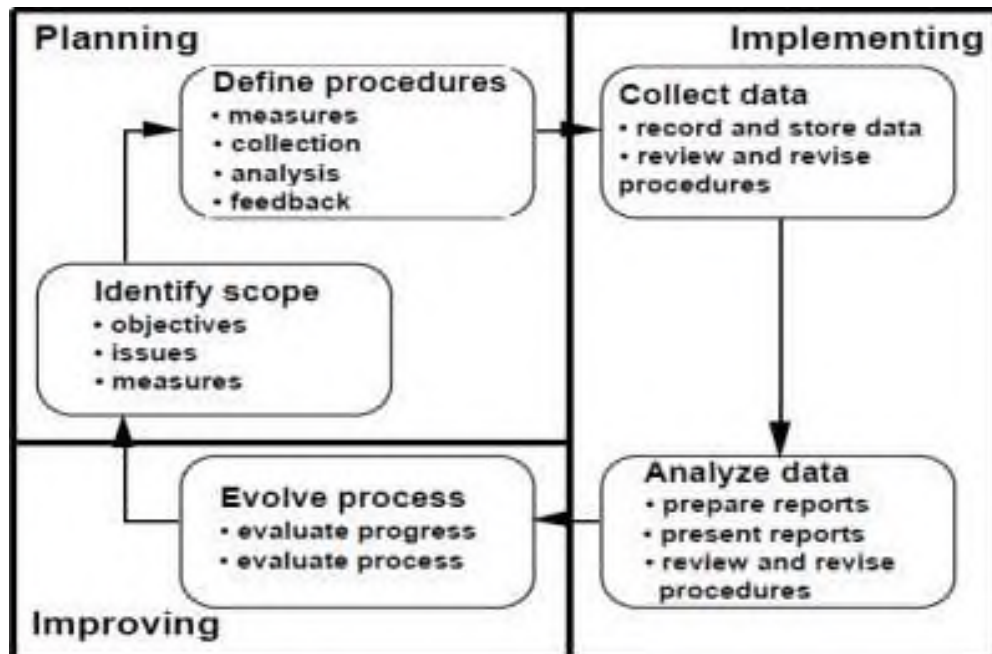 Planning
Implementing
Define procedures
• measures
• collection
• analysis
• feedback
Collect data
• record and store data
• review and revise
procedures
Identify scope
• objectives
• issues
• measures
Analyze data
• prepare reports
• present reports
• review and revise
procedures
Evolve process
• evaluate progress
• evaluate process
Improving